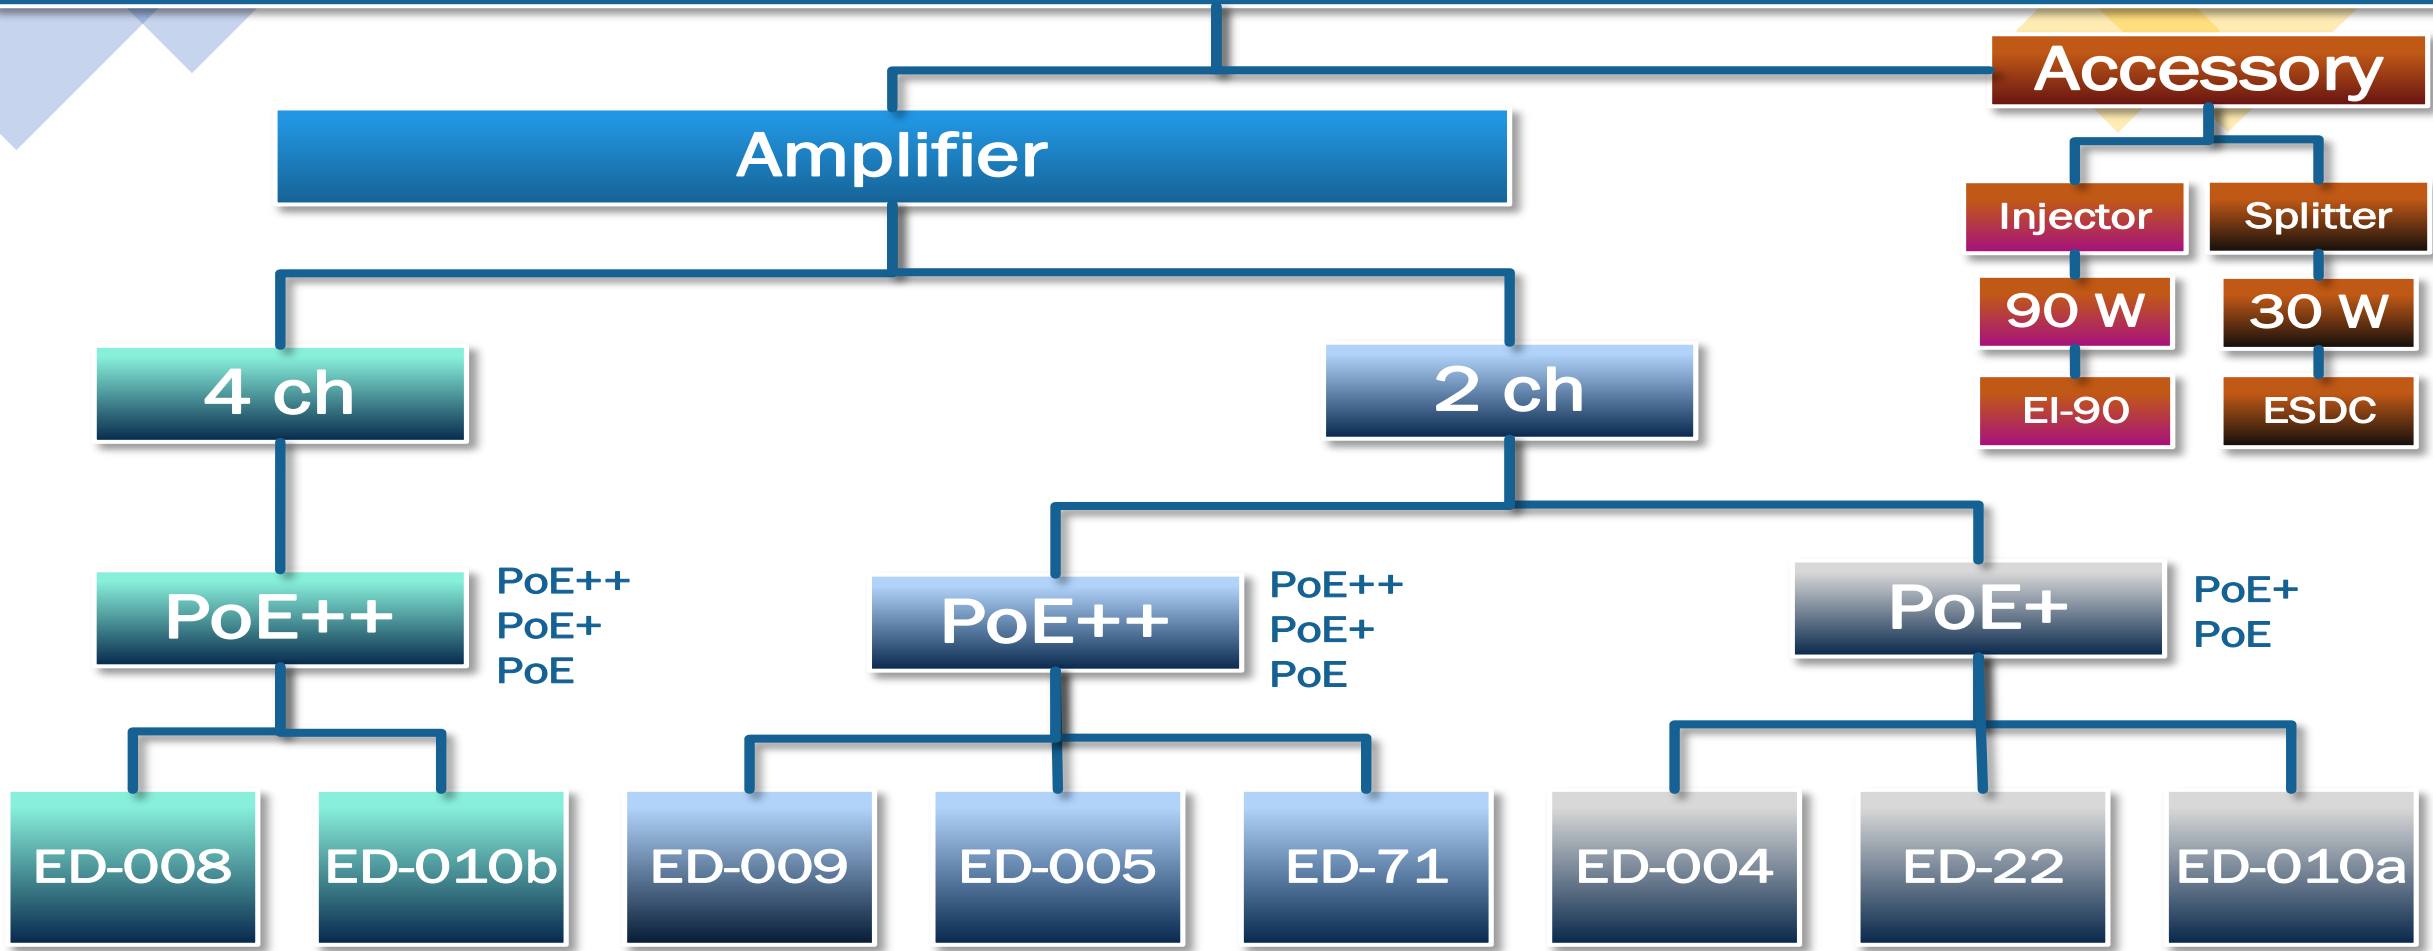 Accessory
Amplifier
Injector
Splitter
90 W
30 W
4 ch
2 ch
EI-90
ESDC
PoE++
PoE++
PoE+
PoE
PoE++
PoE++
PoE+
PoE
PoE+
PoE+
PoE
ED-008
ED-010b
ED-009
ED-005
ED-71
ED-004
ED-22
ED-010a